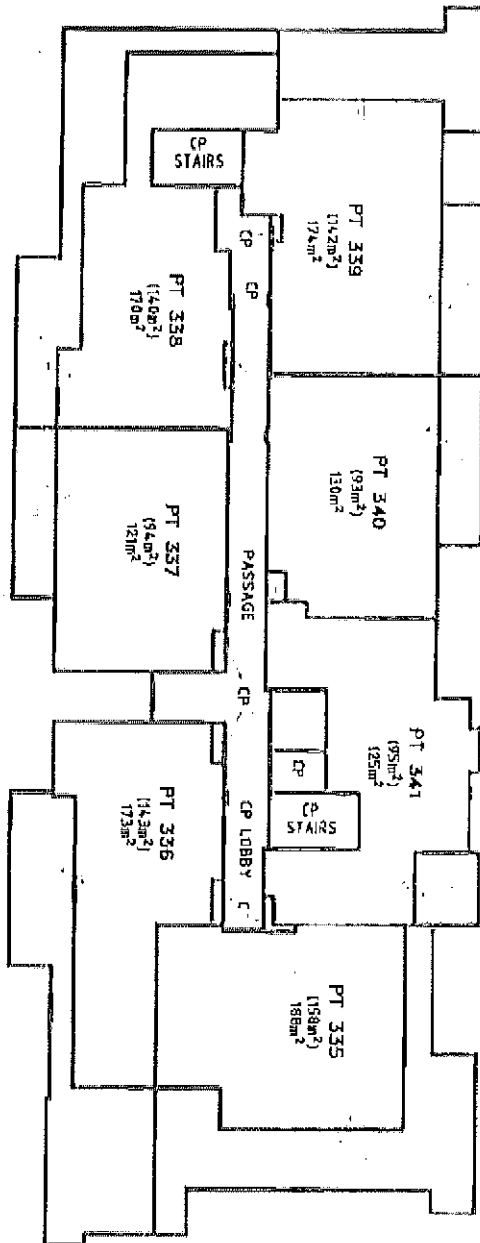 CP
STAIRS
PT 339
(142m²)
174m²
CP
CP
PT 338
(140m²)
170m²
PT 340
(93m²)
130m²
PT 337
(94m²)
121m²
PASSAGE
CP
PT 341
(95m²)
125m²
CP
CP
STAIRS
CP LOBBY
PT 336
(143m²)
173m²
PT 335
(158m²)
188m²